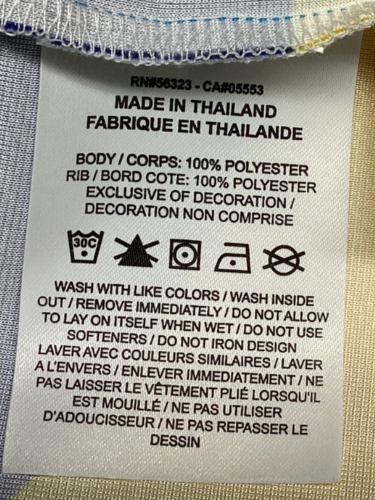 RN#56323 - CA#05553
MADE IN THAILAND
FABRIQUE EN THAILANDE
BODY / CORPS: 100% POLYESTER
RIB / BORD COTE: 100% POLYESTER
EXCLUSIVE OF DECORATION /
DECORATION NON COMPRISE
30C
WASH WITH LIKE COLORS / WASH INSIDE
OUT / REMOVE IMMEDIATELY / DO NOT ALLOW
TO LAY ON ITSELF WHEN WET / DO NOT USE
SOFTENERS / DO NOT IRON DESIGN
LAVER AVEC COULEURS SIMILAIRES / LAVER
A L'ENVERS / ENLEVER IMMEDIATEMENT / NE
PAS LAISSER LE VÊTEMENT PLIÉ LORSQU'IL
EST MOUILLÉ / NE PAS UTILISER
D'ADOUCISSEUR / NE PAS REPASSER LE
DESSIN